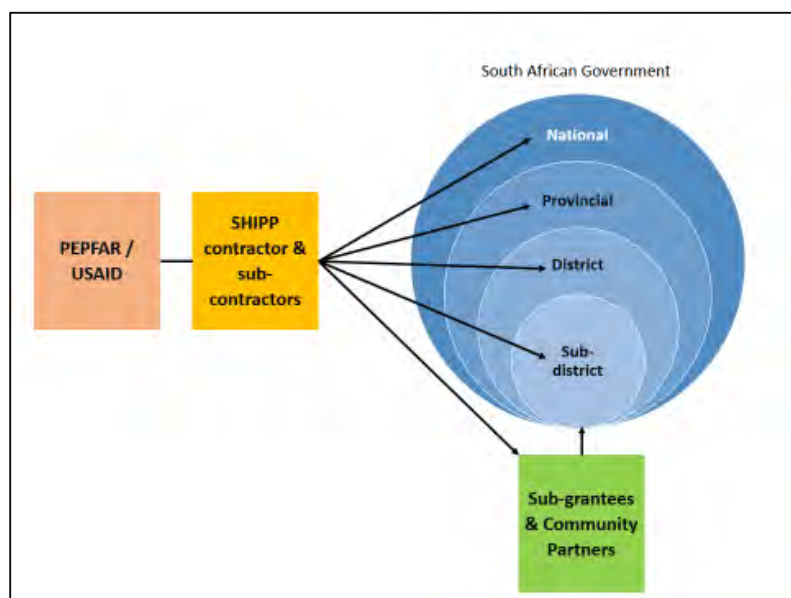 South African Government
National
Provincial
District
Sub-
district
PEPFAR /
USAID
SHIPP
contractor &
sub-
contractors
Sub-grantees
& Community
Partners